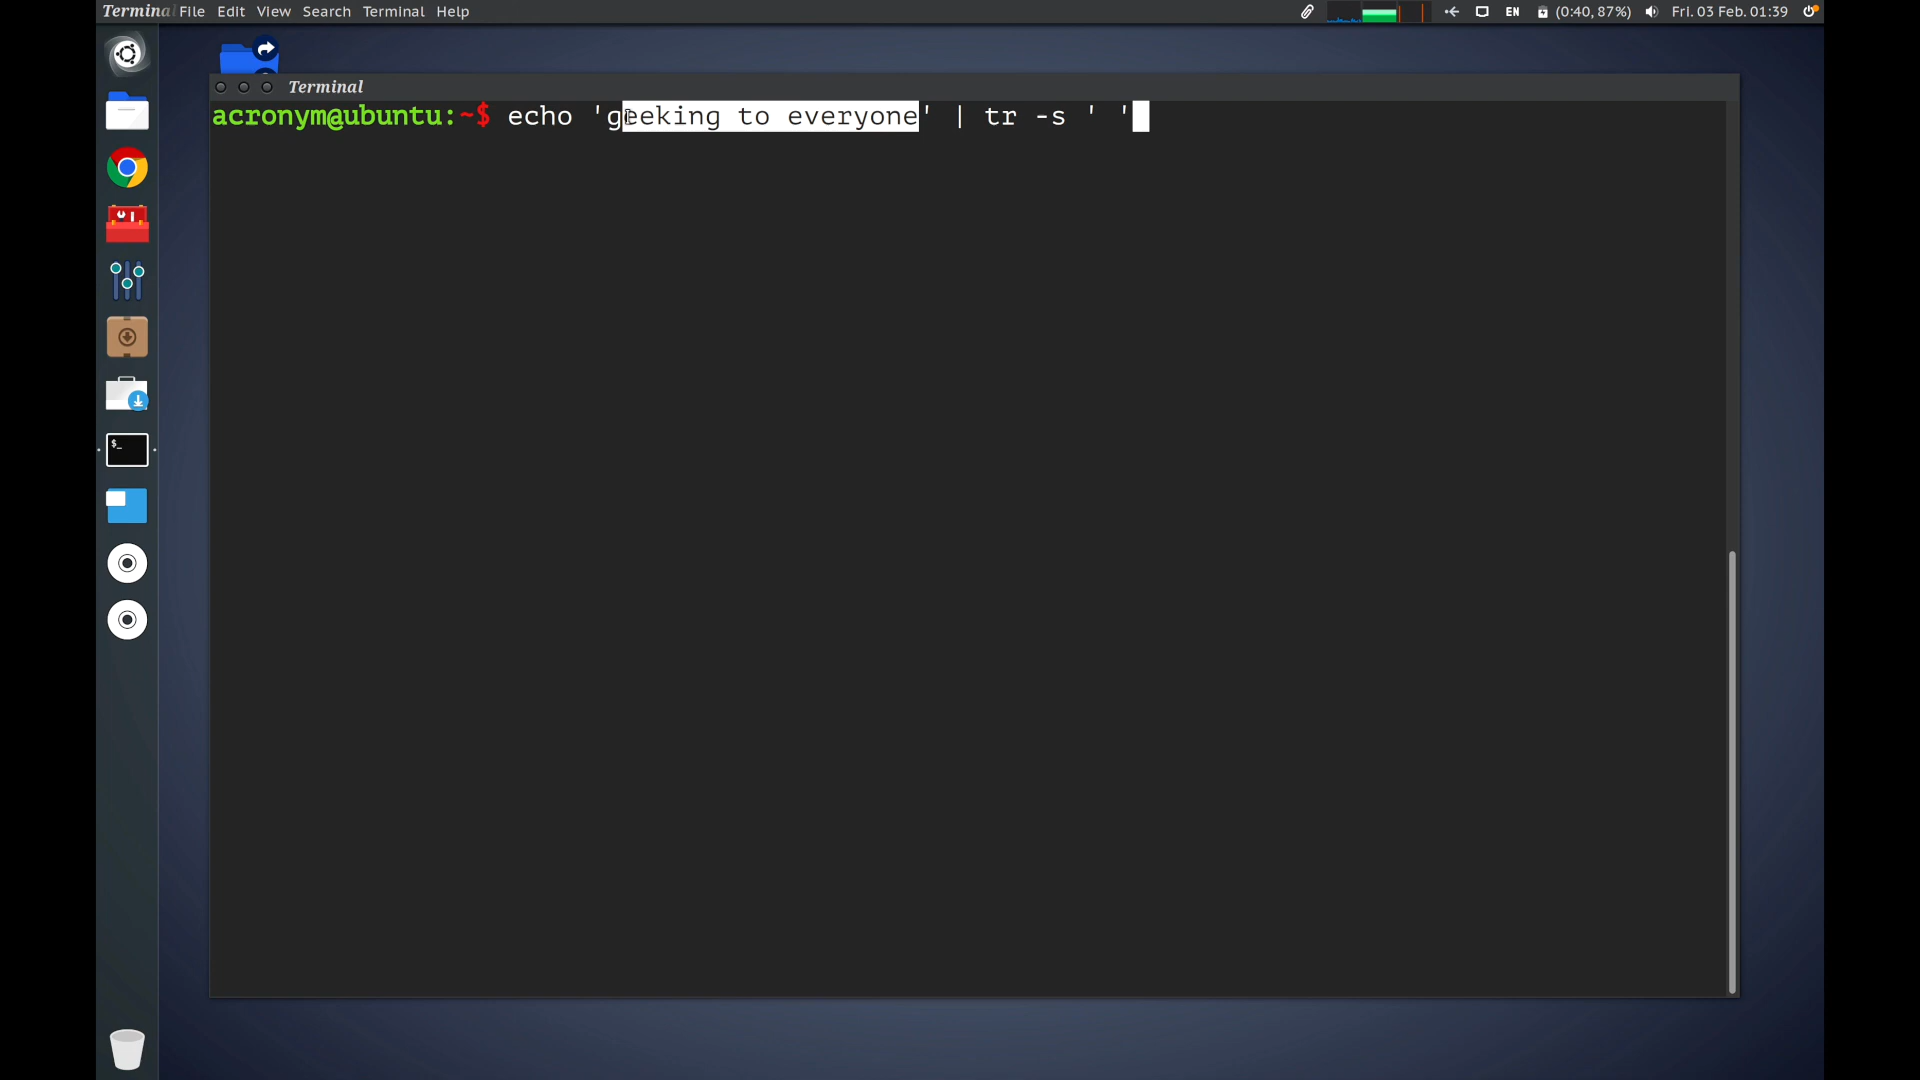 Terminal File Edit View Search Terminal Help
EN (0:40, 87%) Fri. 03 Feb. 01:39
Terminal
acronym@ubuntu:~$ echo 'geeking to everyone' | tr -s ' '
$_